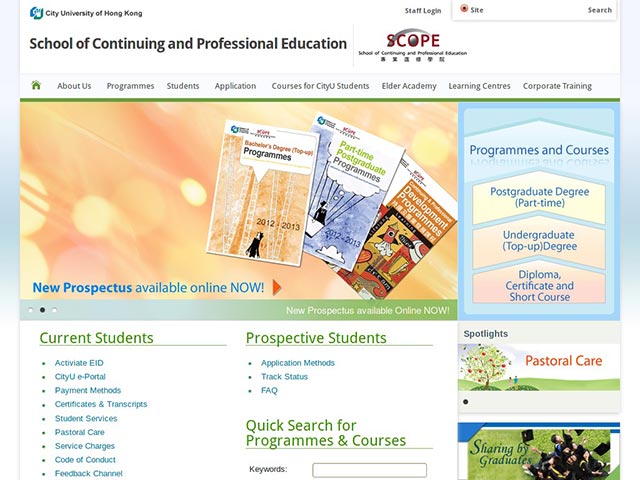 City University of Hong Kong
Staff Login
Site
Search
School of Continuing and Professional Education
SCOPE
School of Continuing and Professional Education
專業進修學院
About Us
Programmes
Students
Application
Courses for CityU Students
Elder Academy
Learning Centres
Corporate Training
SCOPE
Bachelor's Degree (Top-up)
Programmes
2012 - 2013
SCOPE
Part-time
Postgraduate
Programmes
2012 - 2013
Development
Programmes
New Prospectus available online NOW!
New Prospectus available Online NOW!
Programmes and Courses
Postgraduate Degree
(Part-time)
Undergraduate
(Top-up)Degree
Diploma,
Certificate and
Short Course
Current Students
Activiate EID
CityU e-Portal
Payment Methods
Certificates & Transcripts
Student Services
Pastoral Care
Service Charges
Code of Conduct
Feedback Channel
Prospective Students
Application Methods
Track Status
FAQ
Quick Search for
Programmes & Courses
Keywords:
Spotlights
Pastoral Care
Sharing by
Graduates